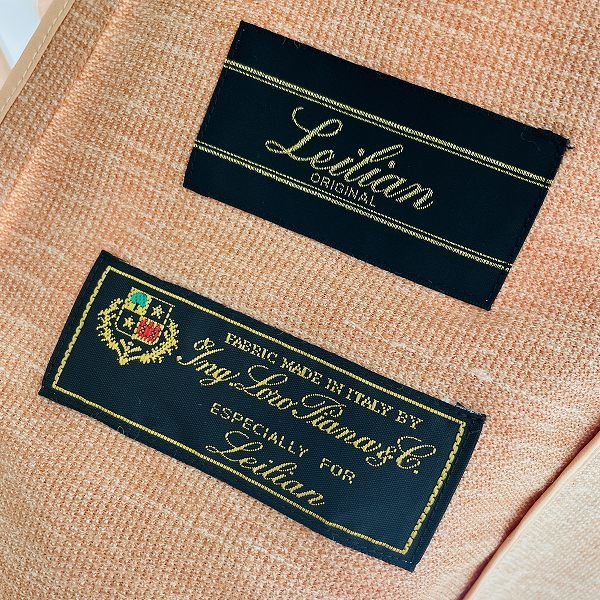 Leilian
ORIGINAL
FABRIC MADE IN ITALY BY
Ing. Loro Piana & C.
ESPECIALLY FOR
Leilian